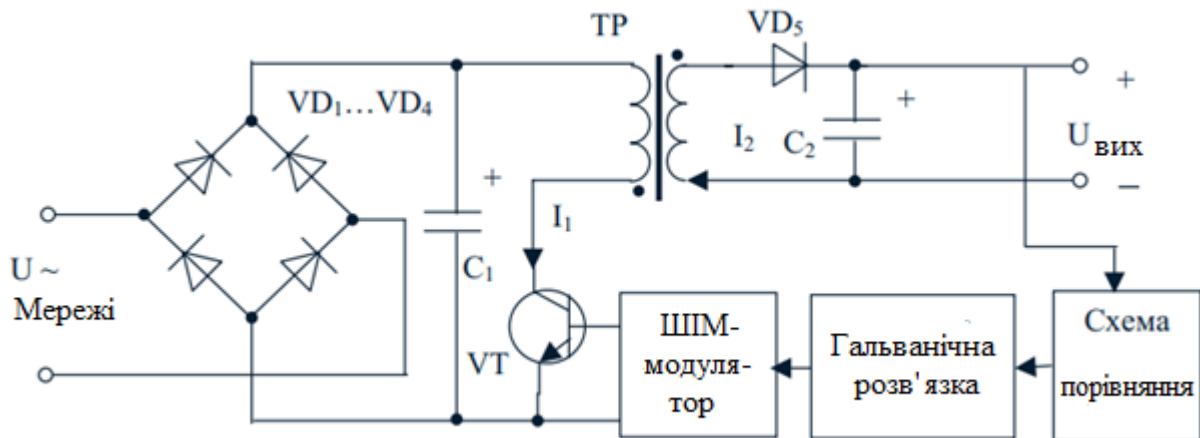 TP
VD5
VD1...VD4
+
+
+
I2
C2
Uвих
–
I1
C1
U ~
Мережі
VT
ШІМ-
модуля-
тор
Гальванічна
розв'язка
Схема
порівняння